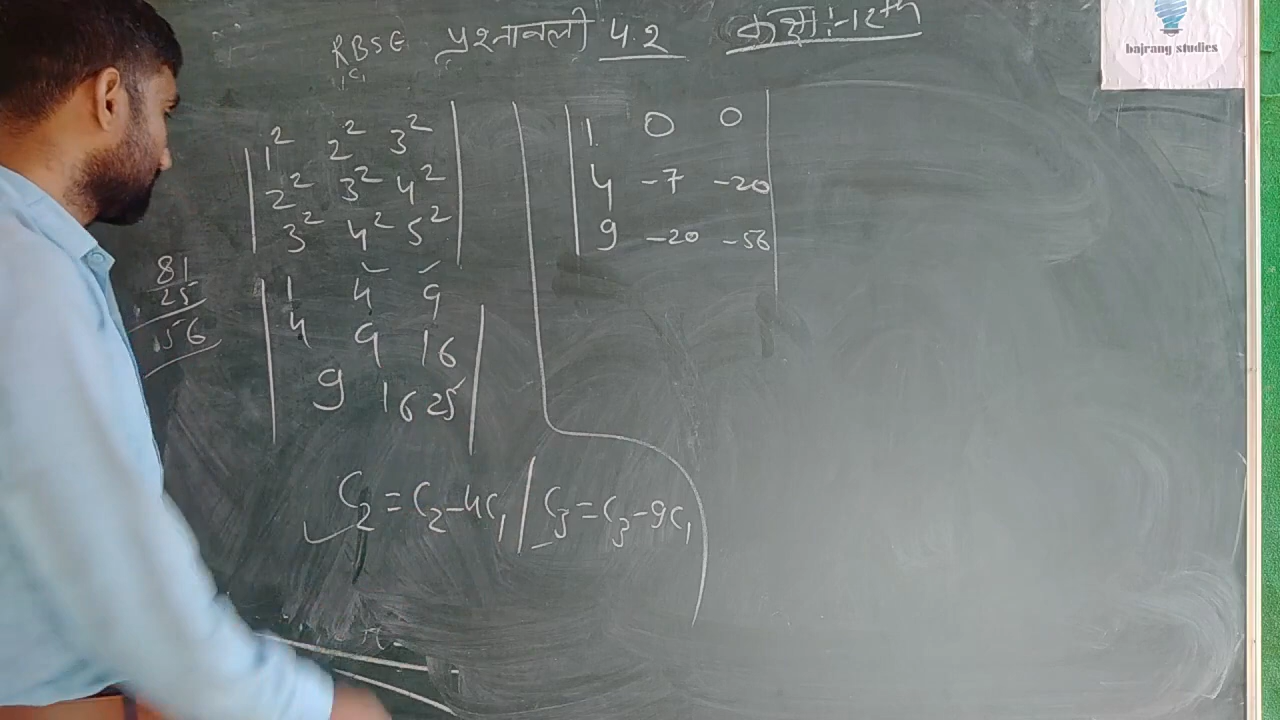 RBSE प्रश्नावली 4.2 कक्षा:-12th
bajrang studies
1² 2² 3²
2² 3² 4²
3² 4² 5²
81
25
56
1 4 9
4 9 16
9 16 25
C₂ = C₂-4C₁ / C₃ = C₃-9C₁
1 0 0
4 -7 -20
9 -20 -56